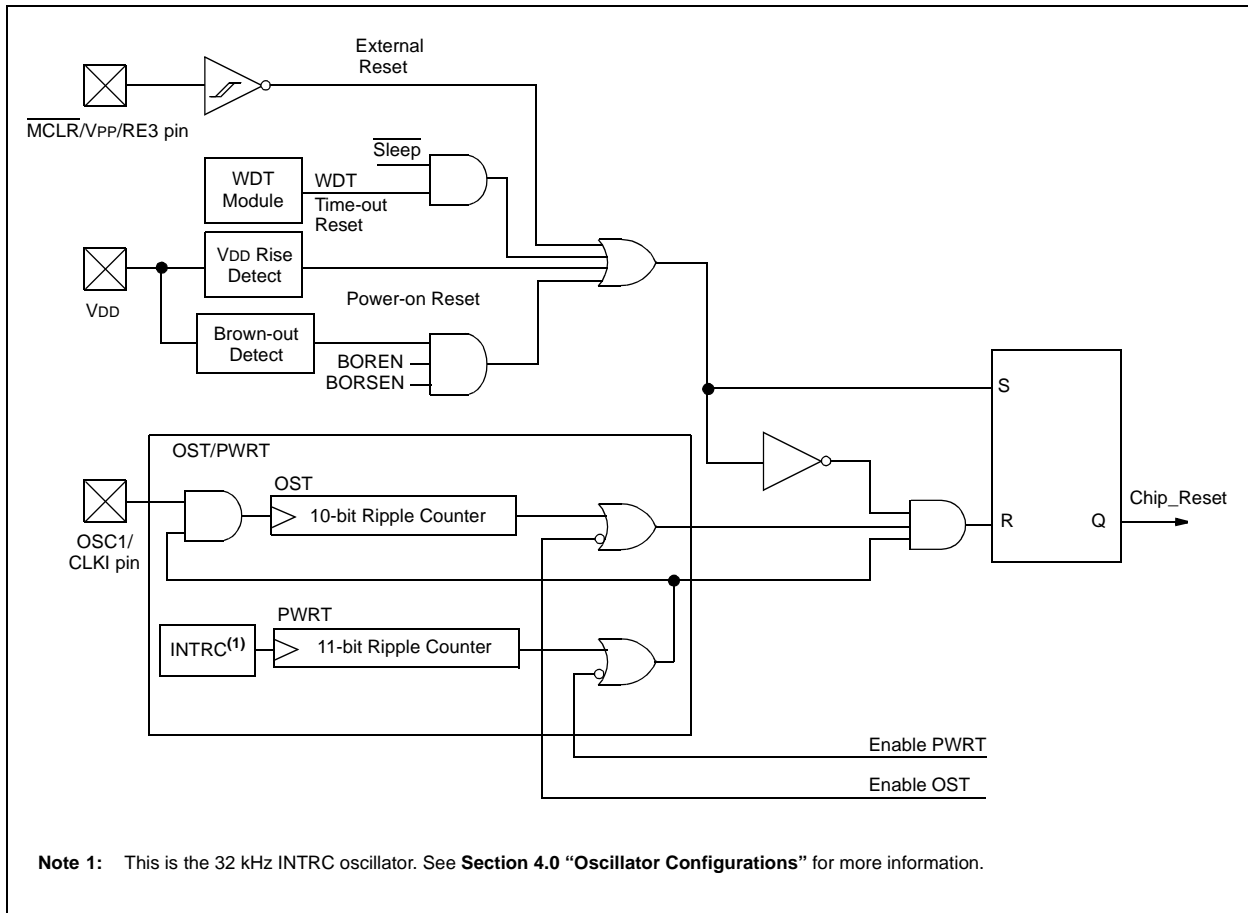 External
Reset
MCLR/VPP/RE3 pin
Sleep
WDT
Module
WDT
Time-out
Reset
VDD Rise
Detect
VDD
Power-on Reset
Brown-out
Detect
BOREN
BORSEN
S
OST/PWRT
OST
10-bit Ripple Counter
Chip_Reset
R
Q
OSC1/
CLKI pin
PWRT
INTRC(1)
11-bit Ripple Counter
Enable PWRT
Enable OST
Note 1: This is the 32 kHz INTRC oscillator. See Section 4.0 “Oscillator Configurations” for more information.